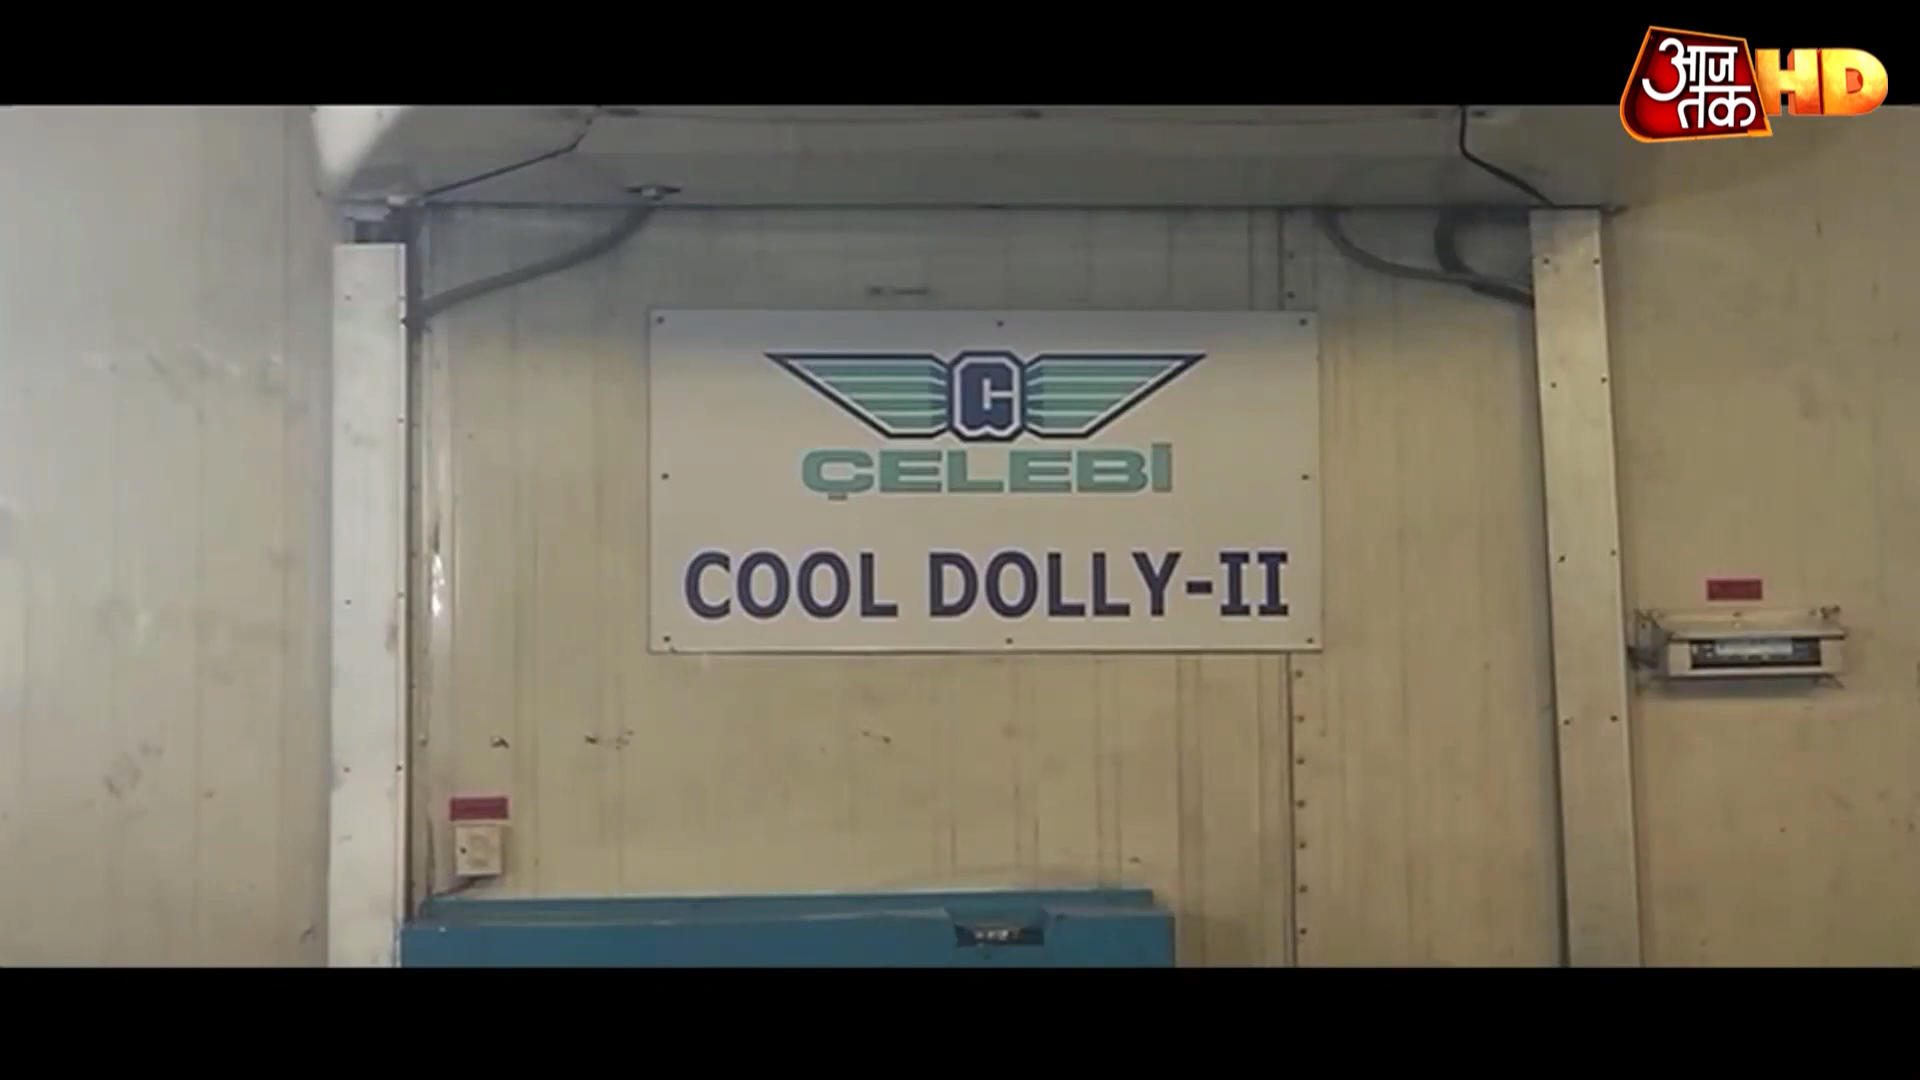 आज
तक HD
C
ÇELEBİ
COOL DOLLY-II